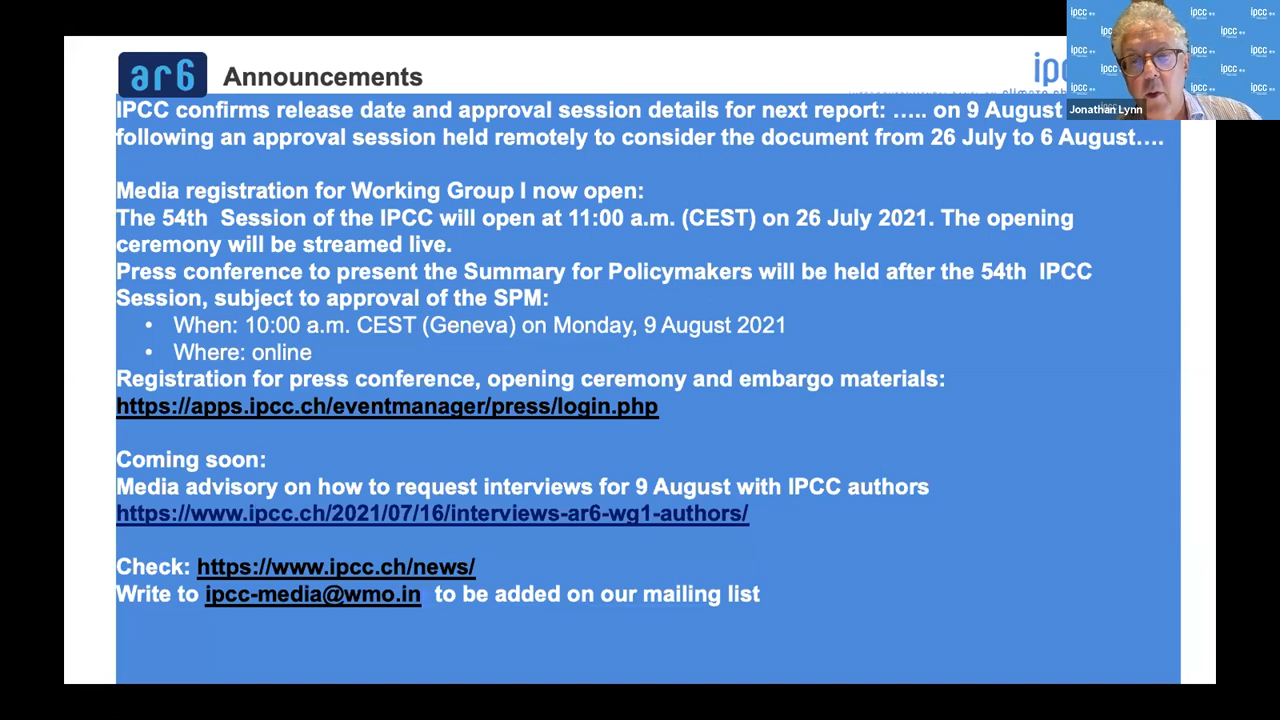 ar6 Announcements
ipcc
Jonathan Lynn
IPCC confirms release date and approval session details for next report: ….. on 9 August
following an approval session held remotely to consider the document from 26 July to 6 August….
Media registration for Working Group I now open:
The 54th Session of the IPCC will open at 11:00 a.m. (CEST) on 26 July 2021. The opening
ceremony will be streamed live.
Press conference to present the Summary for Policymakers will be held after the 54th IPCC
Session, subject to approval of the SPM:
• When: 10:00 a.m. CEST (Geneva) on Monday, 9 August 2021
• Where: online
Registration for press conference, opening ceremony and embargo materials:
https://apps.ipcc.ch/eventmanager/press/login.php
Coming soon:
Media advisory on how to request interviews for 9 August with IPCC authors
https://www.ipcc.ch/2021/07/16/interviews-ar6-wg1-authors/
Check: https://www.ipcc.ch/news/
Write to ipcc-media@wmo.in to be added on our mailing list